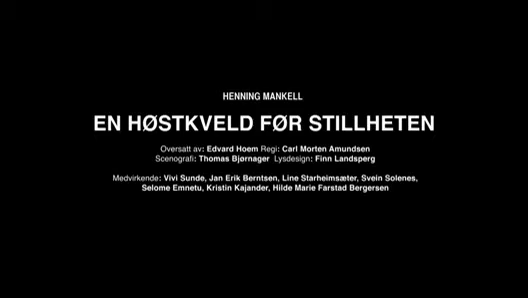 HENNING MANKELL
EN HØSTKVELD FØR STILLHETEN
Oversatt av: Edvard Hoem Regi: Carl Morten Amundsen
Scenografi: Thomas Bjørnager Lysdesign: Finn Landsperg
Medvirkende: Vivi Sunde, Jan Erik Berntsen, Line Starheimsæter, Svein Solenes,
Selome Emnetu, Kristin Kajander, Hilde Marie Farstad Bergersen